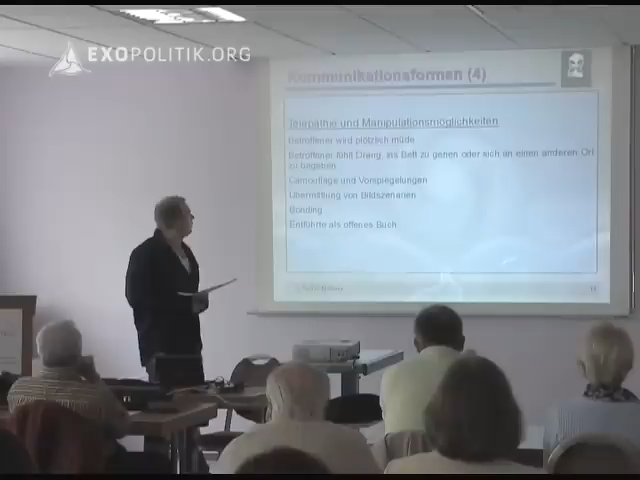 EXOPOLITIK.ORG
Kommunikationsformen (4)
Telepathie und Manipulationsmöglichkeiten
Betroffener wird plötzlich müde
Betroffener fühlt Drang, ins Bett zu gehen oder sich an einen anderen Ort
zu begeben
Camouflage und Vorspiegelungen
Übermittlung von Bildszenarien
Bonding
Entführte als offenes Buch